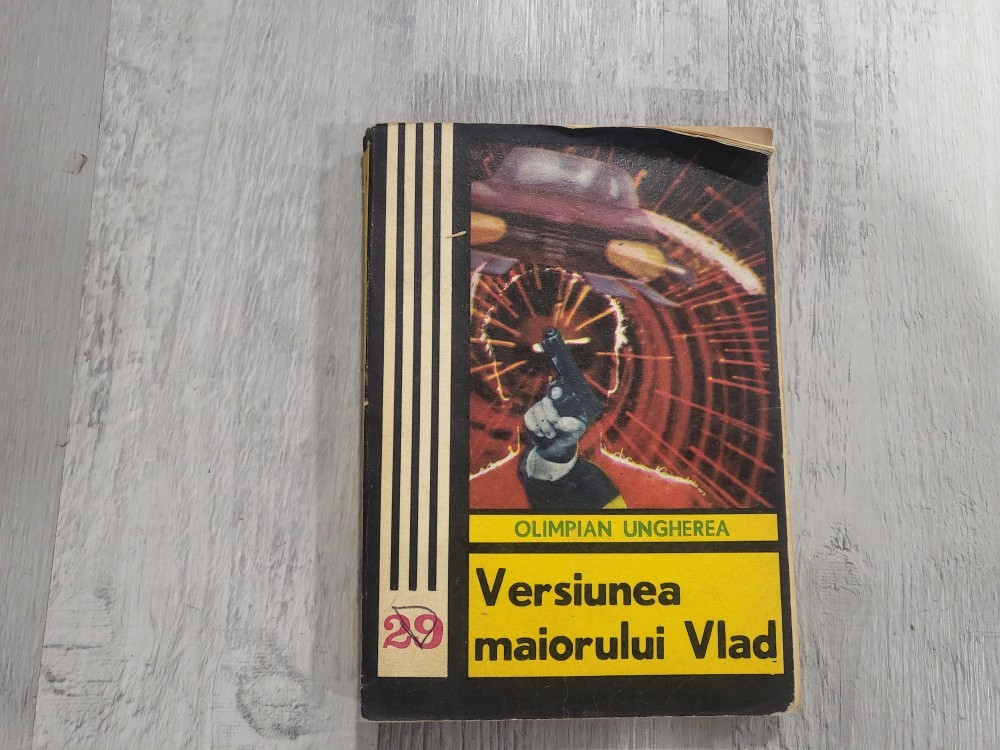 OLIMPIAN UNGHEREA
Versiunea
maiorului Vlad
29